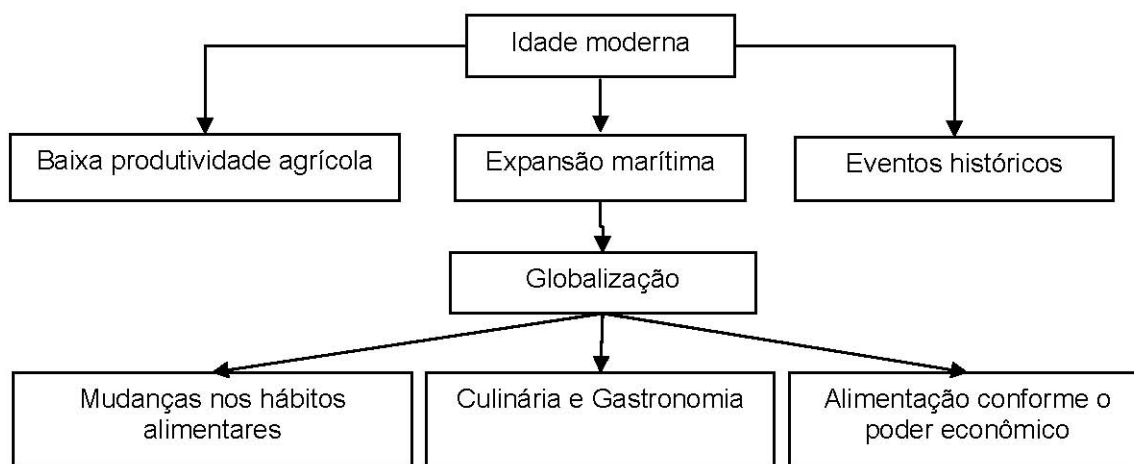 Idade moderna
Baixa produtividade agrícola
Expansão marítima
Eventos históricos
Globalização
Mudanças nos hábitos
alimentares
Culinária e Gastronomia
Alimentação conforme o
poder econômico